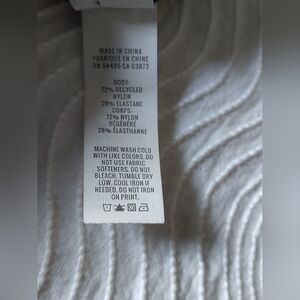 MADE IN CHINA
FABRIQUÉ EN CHINE
RN 54485 CA 03873
BODY:
72% RECYCLED
NYLON
28% ELASTANE
CORPS:
72% NYLON
RÉGÉNÉRÉ
28% ÉLASTHANNE
MACHINE WASH COLD
WITH LIKE COLORS, DO
NOT USE FABRIC
SOFTENERS, DO NOT
BLEACH, TUMBLE DRY
LOW, COOL IRON IF
NEEDED, DO NOT IRON
ON PRINT.